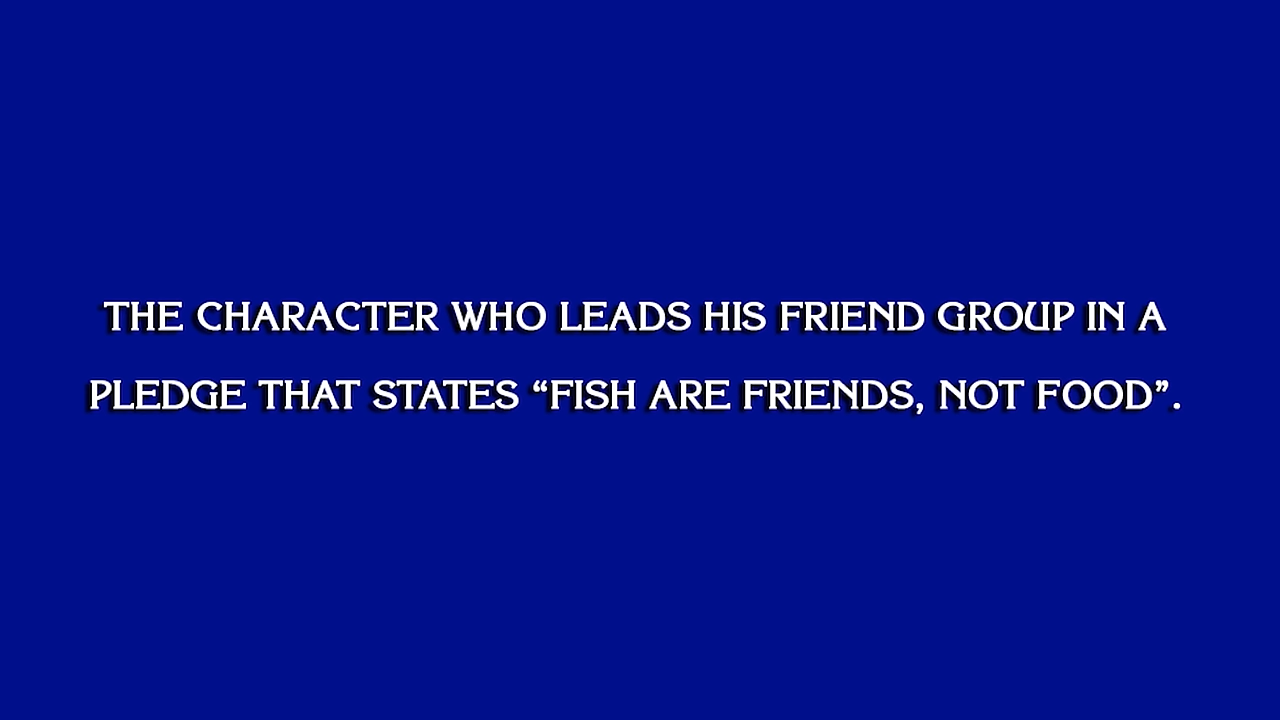 THE CHARACTER WHO LEADS HIS FRIEND GROUP IN A
PLEDGE THAT STATES “FISH ARE FRIENDS, NOT FOOD”.